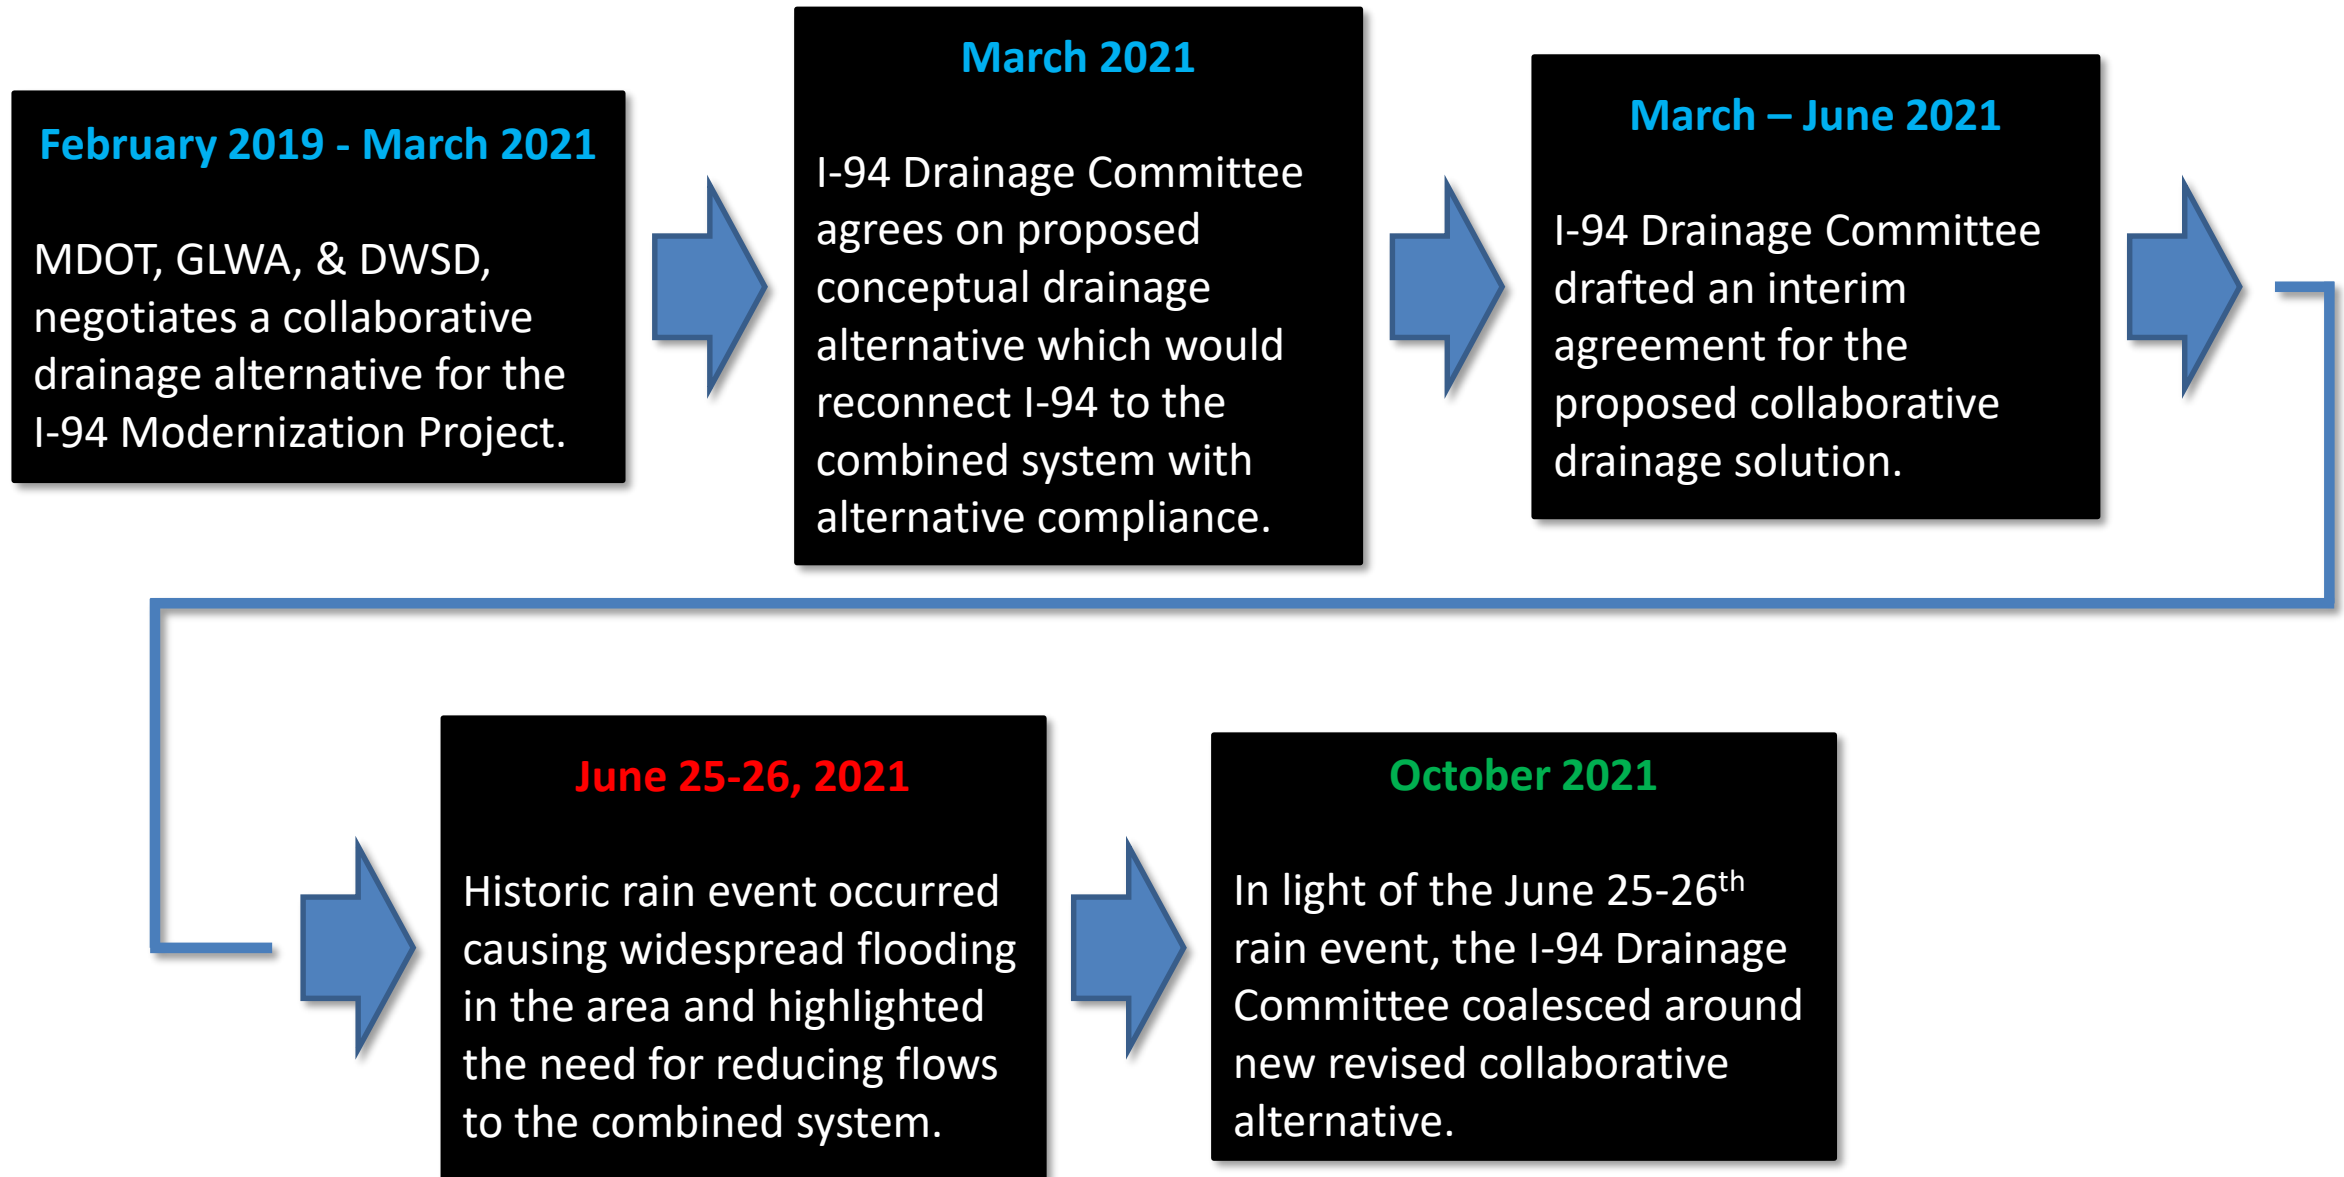 February 2019 - March 2021
MDOT, GLWA, & DWSD,
negotiates a collaborative
drainage alternative for the
I-94 Modernization Project.
March 2021
I-94 Drainage Committee
agrees on proposed
conceptual drainage
alternative which would
reconnect I-94 to the
combined system with
alternative compliance.
March – June 2021
I-94 Drainage Committee
drafted an interim
agreement for the
proposed collaborative
drainage solution.
June 25-26, 2021
Historic rain event occurred
causing widespread flooding
in the area and highlighted
the need for reducing flows
to the combined system.
October 2021
In light of the June 25-26th
rain event, the I-94 Drainage
Committee coalesced around
new revised collaborative
alternative.